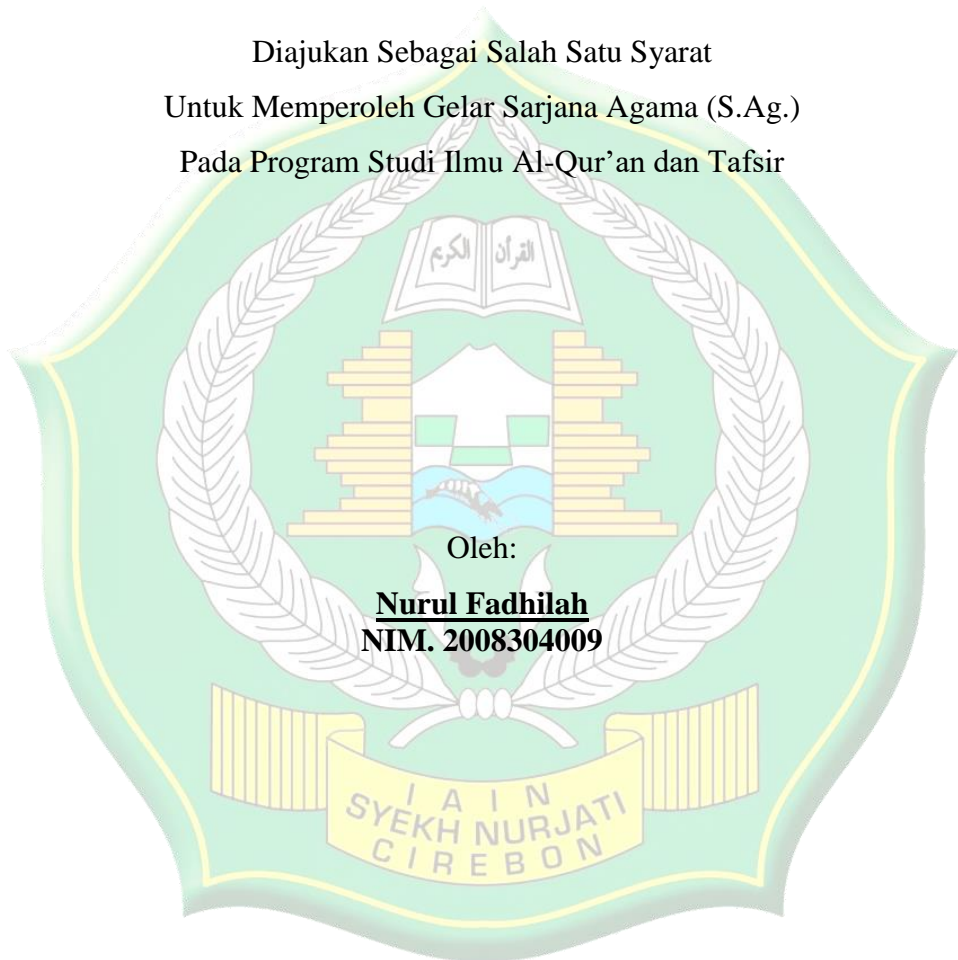 Diajukan Sebagai Salah Satu Syarat
Untuk Memperoleh Gelar Sarjana Agama (S.Ag.)
Pada Program Studi Ilmu Al-Qur’an dan Tafsir
القرآن الكريم
Oleh:
Nurul Fadhilah
NIM. 2008304009
I A I N
SYEKH NURJATI
CIREBON